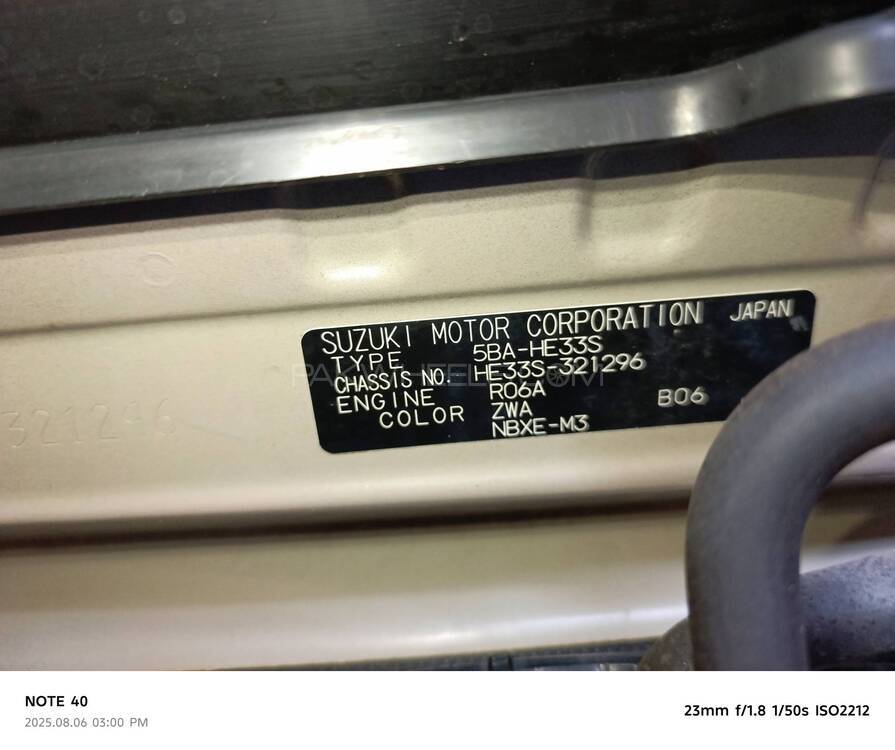 SUZUKI MOTOR CORPORATION JAPAN
TYPE 5BA-HE33S
CHASSIS NO. HE33S-321296
ENGINE R06A B06
COLOR ZWA
NBXE-M3
NOTE 40
2025.08.06 03:00 PM
23mm f/1.8 1/50s ISO2212